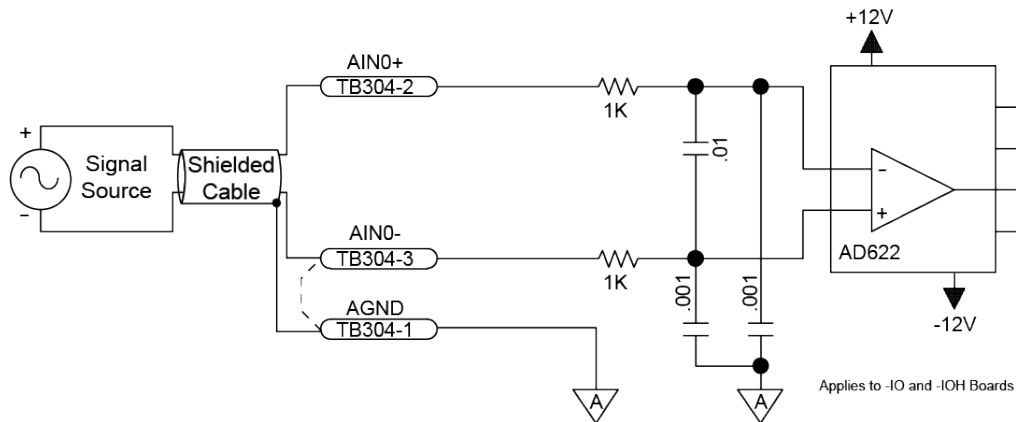 +12V
AIN0+
TB304-2
1K
.01
+
Signal
Source
−
Shielded
Cable
-
+
AD622
AIN0-
TB304-3
1K
.001
.001
AGND
TB304-1
-12V
A
A
Applies to -IO and -IOH Boards